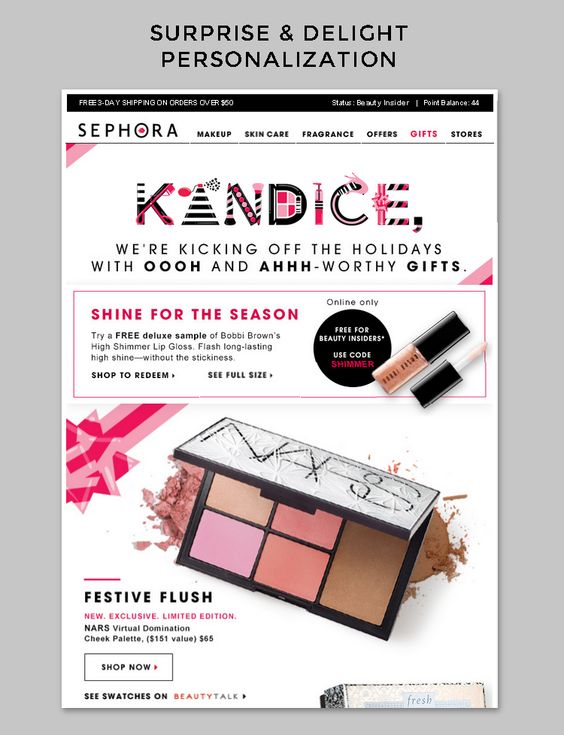 SURPRISE & DELIGHT
PERSONALIZATION
FREE 3-DAY SHIPPING ON ORDERS OVER $50
Status: Beauty Insider | Point Balance: 44
SEPHORA
MAKEUP SKIN CARE FRAGRANCE OFFERS GIFTS STORES
KANDICE,
WE'RE KICKING OFF THE HOLIDAYS
WITH OOOH AND AHHH-WORTHY GIFTS.
SHINE FOR THE SEASON
Try a FREE deluxe sample of Bobbi Brown's
High Shimmer Lip Gloss. Flash long-lasting
high shine—without the stickiness.
SHOP TO REDEEM
SEE FULL SIZE
Online only
FREE FOR
BEAUTY INSIDERS*
USE CODE
SHIMMER
BOBBI BROWN
NARS
FESTIVE FLUSH
NEW. EXCLUSIVE. LIMITED EDITION.
NARS Virtual Domination
Cheek Palette, ($151 value) $65
SHOP NOW
SEE SWATCHES ON BEAUTYTALK
fresh